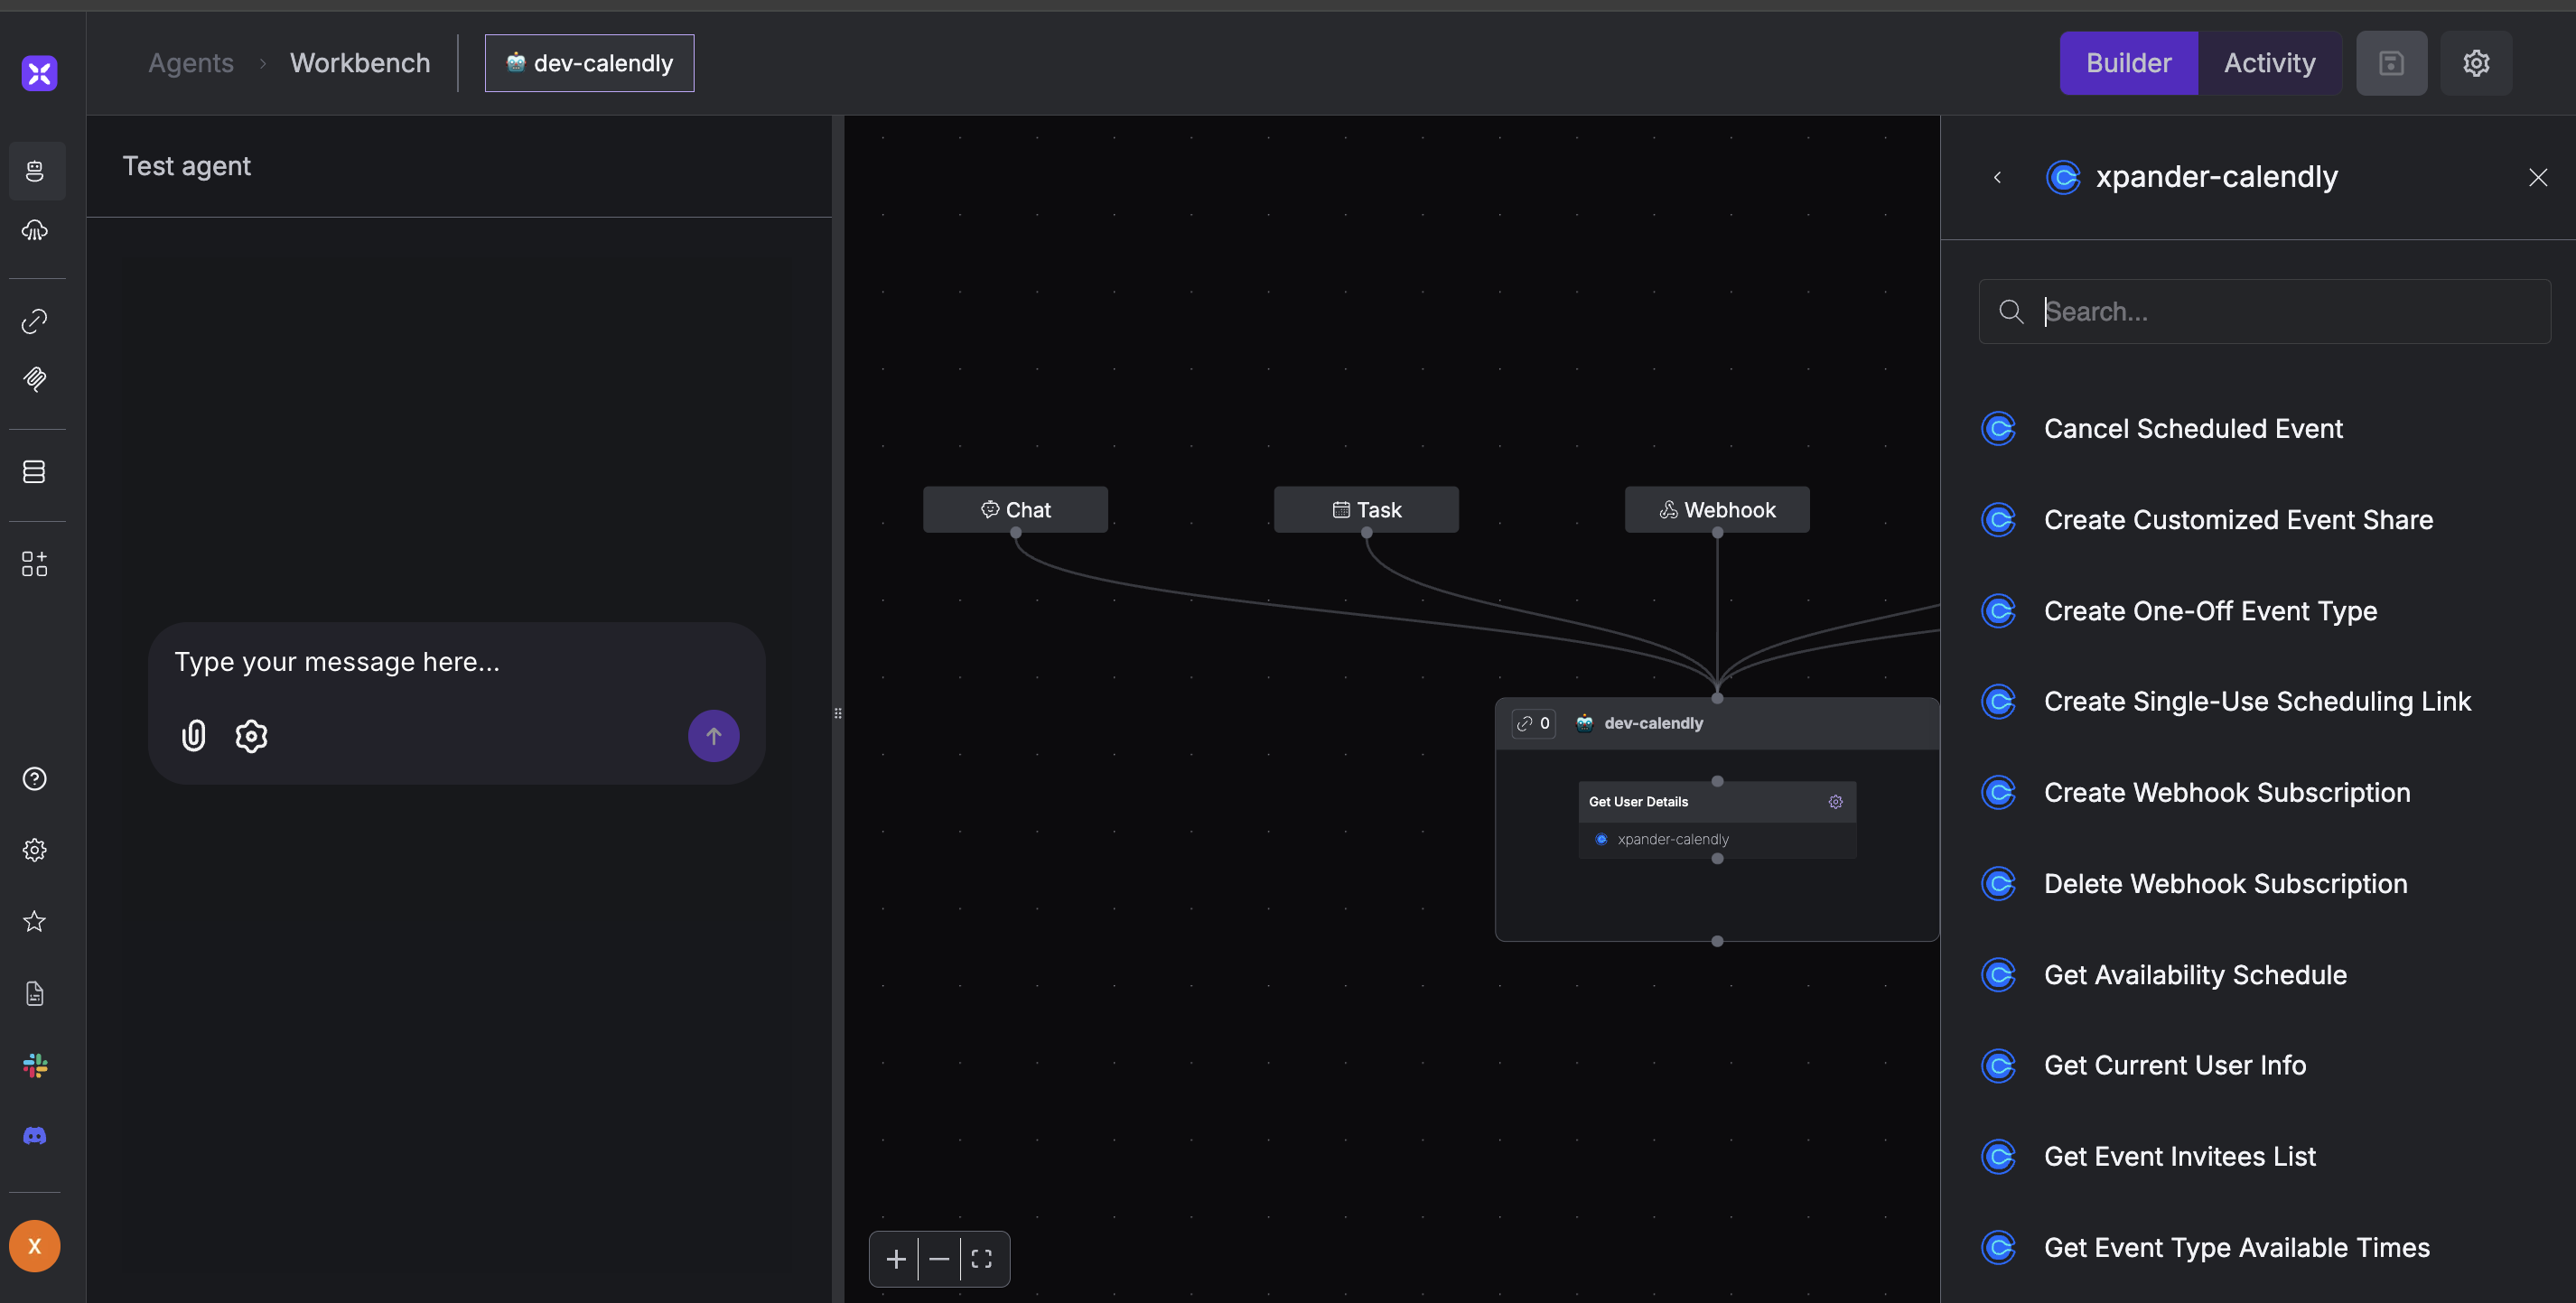 Agents
Workbench
dev-calendly
Builder
Activity
Test agent
Type your message here...
Chat
Task
Webhook
0
dev-calendly
Get User Details
xpander-calendly
xpander-calendly
Search...
Cancel Scheduled Event
Create Customized Event Share
Create One-Off Event Type
Create Single-Use Scheduling Link
Create Webhook Subscription
Delete Webhook Subscription
Get Availability Schedule
Get Current User Info
Get Event Invitees List
Get Event Type Available Times
X